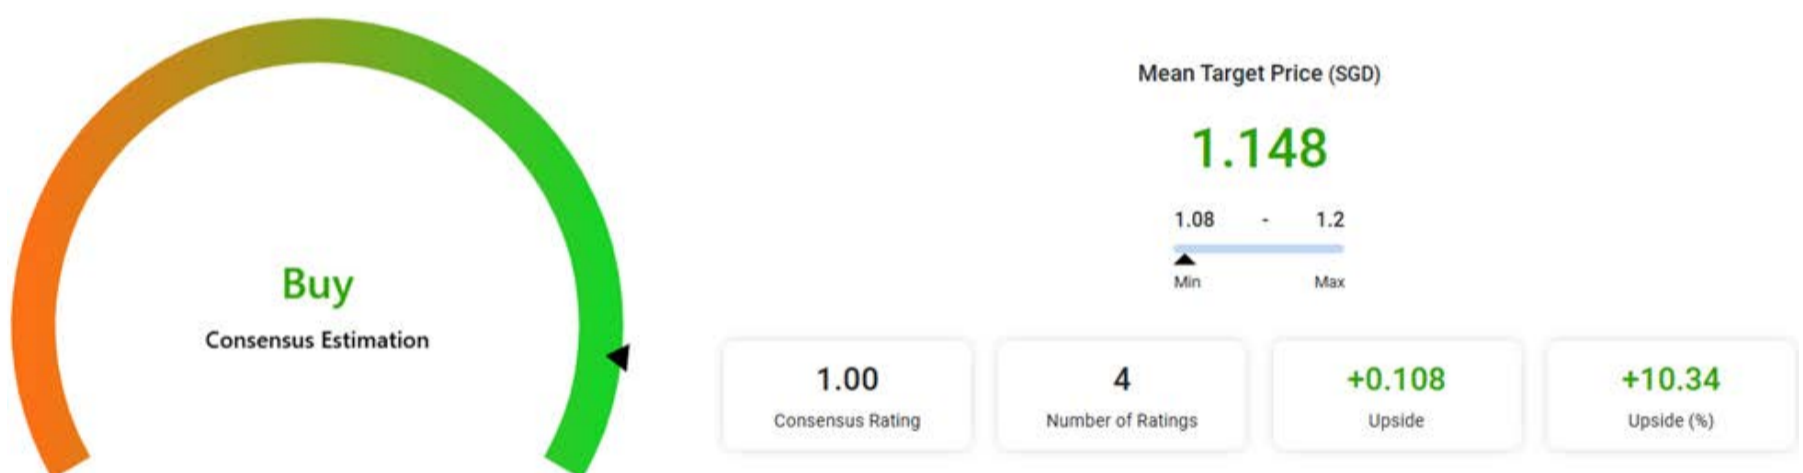 Buy
Consensus Estimation
Mean Target Price (SGD)
1.148
1.08 - 1.2
Min Max
1.00 4 +0.108 +10.34
Consensus Rating Number of Ratings Upside Upside (%)